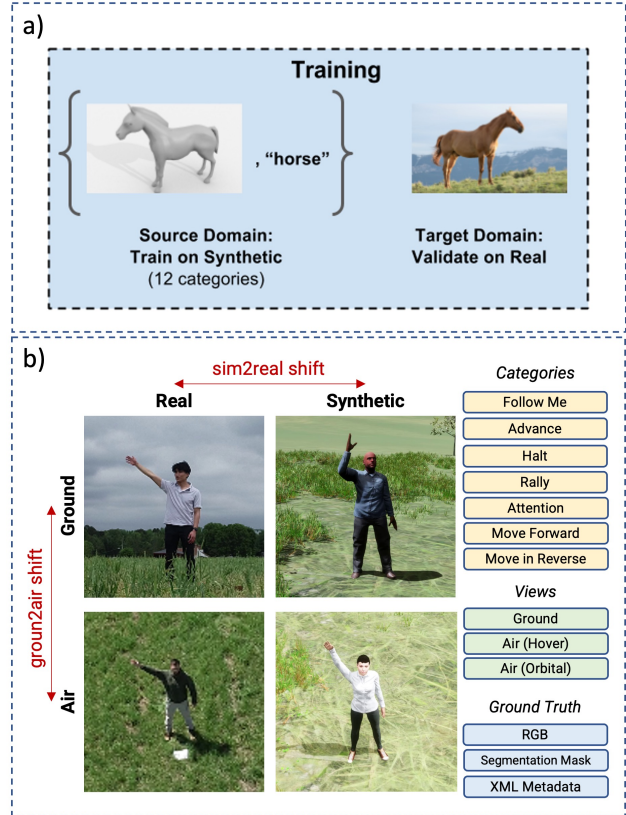 a)
Training
, “horse”
Source Domain:
Train on Synthetic
(12 categories)
Target Domain:
Validate on Real
b)
sim2real shift
Real
Synthetic
groun2air shift
Ground
Air
Categories
Follow Me
Advance
Halt
Rally
Attention
Move Forward
Move in Reverse
Views
Ground
Air (Hover)
Air (Orbital)
Ground Truth
RGB
Segmentation Mask
XML Metadata